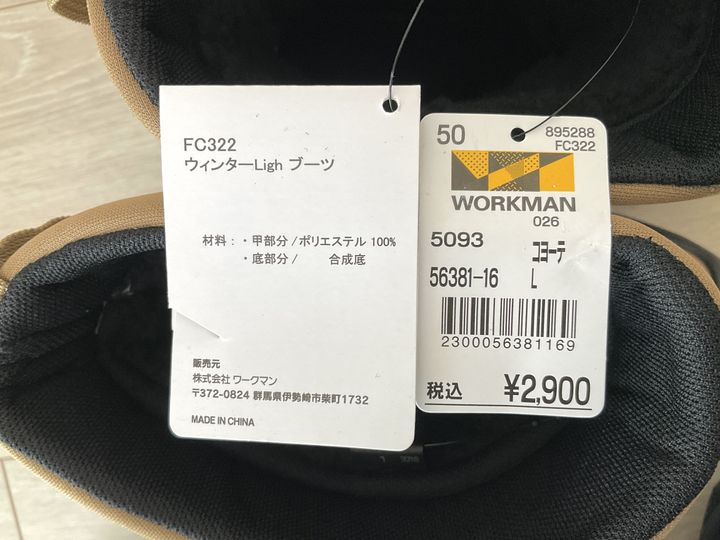 FC322
ウィンターLigh ブーツ
材料：・甲部分/ポリエステル 100%
・底部分/ 合成底
販売元
株式会社 ワークマン
〒372-0824 群馬県伊勢崎市柴町1732
MADE IN CHINA
50 895288
FC322
WORKMAN
026
5093 コヨーテ
56381-16 L
2300056381169
税込 ¥2,900